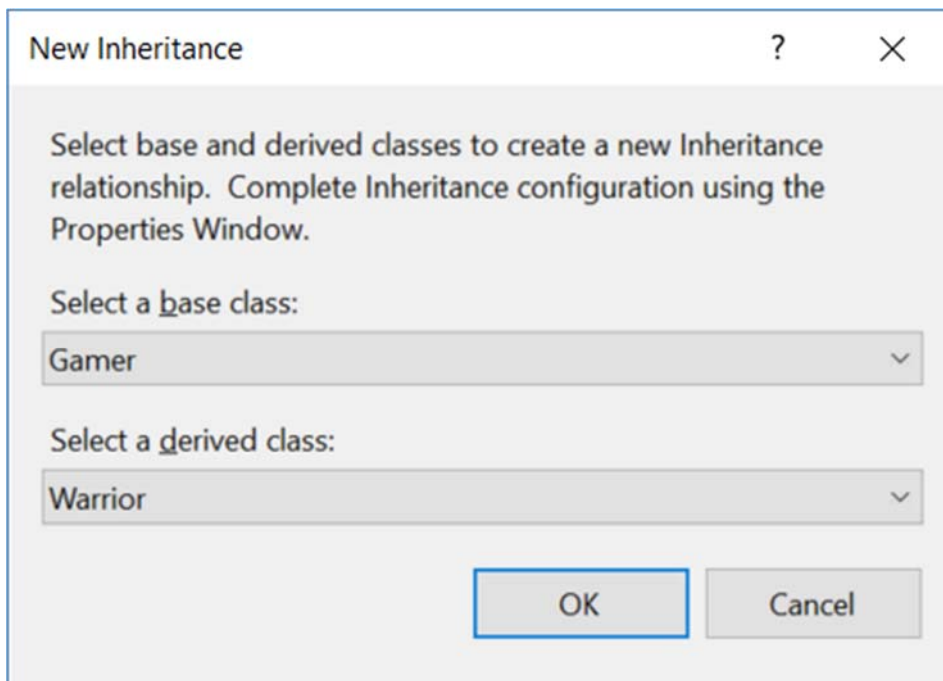 New Inheritance ?
Select base and derived classes to create a new Inheritance
relationship.  Complete Inheritance configuration using the
Properties Window.
Select a base class:
Gamer
Select a derived class:
Warrior
OK Cancel